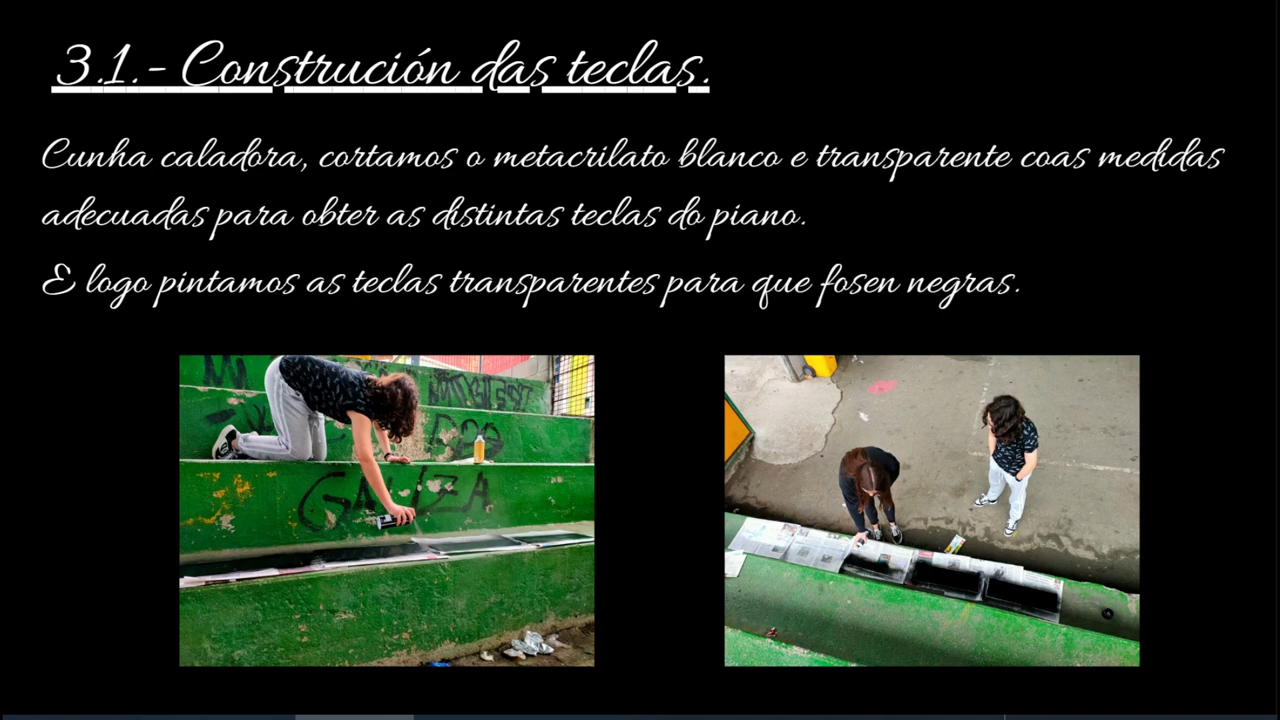 3.1.- Construción das teclas.
Cunha caladora, cortamos o metacrilato blanco e transparente coas medidas
adecuadas para obter as distintas teclas do piano.
E logo pintamos as teclas transparentes para que fosen negras.
GALIZA